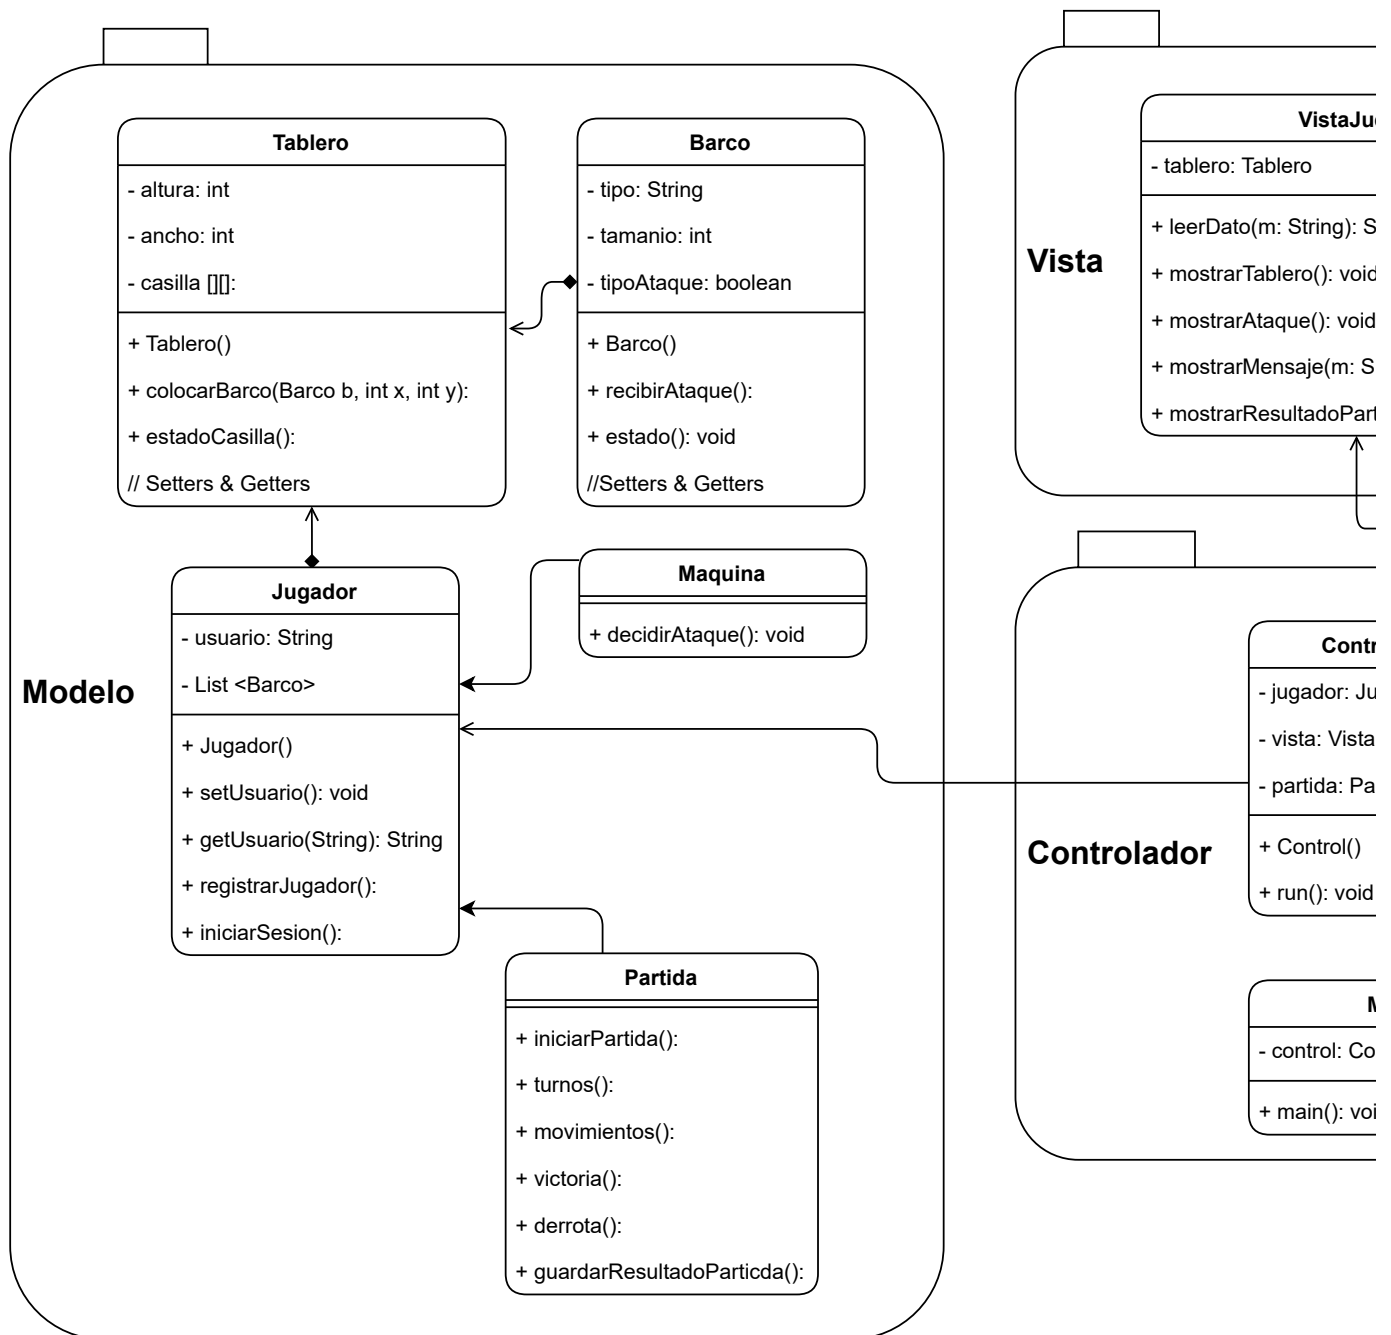 Tablero
- altura: int
- ancho: int
- casilla [][]:
+ Tablero()
+ colocarBarco(Barco b, int x, int y):
+ estadoCasilla():
// Setters & Getters
Barco
- tipo: String
- tamanio: int
- tipoAtaque: boolean
+ Barco()
+ recibirAtaque():
+ estado(): void
//Setters & Getters
Modelo
Jugador
- usuario: String
- List <Barco>
+ Jugador()
+ setUsuario(): void
+ getUsuario(String): String
+ registrarJugador():
+ iniciarSesion():
Maquina
+ decidirAtaque(): void
Partida
+ iniciarPartida():
+ turnos():
+ movimientos():
+ victoria():
+ derrota():
+ guardarResultadoParticda():
Vista
VistaJu
- tablero: Tablero
+ leerDato(m: String): S
+ mostrarTablero(): void
+ mostrarAtaque(): void
+ mostrarMensaje(m: S
+ mostrarResultadoPart
Controlador
Contr
- jugador: Ju
- vista: Vista
- partida: Pa
+ Control()
+ run(): void
M
- control: Co
+ main(): voi